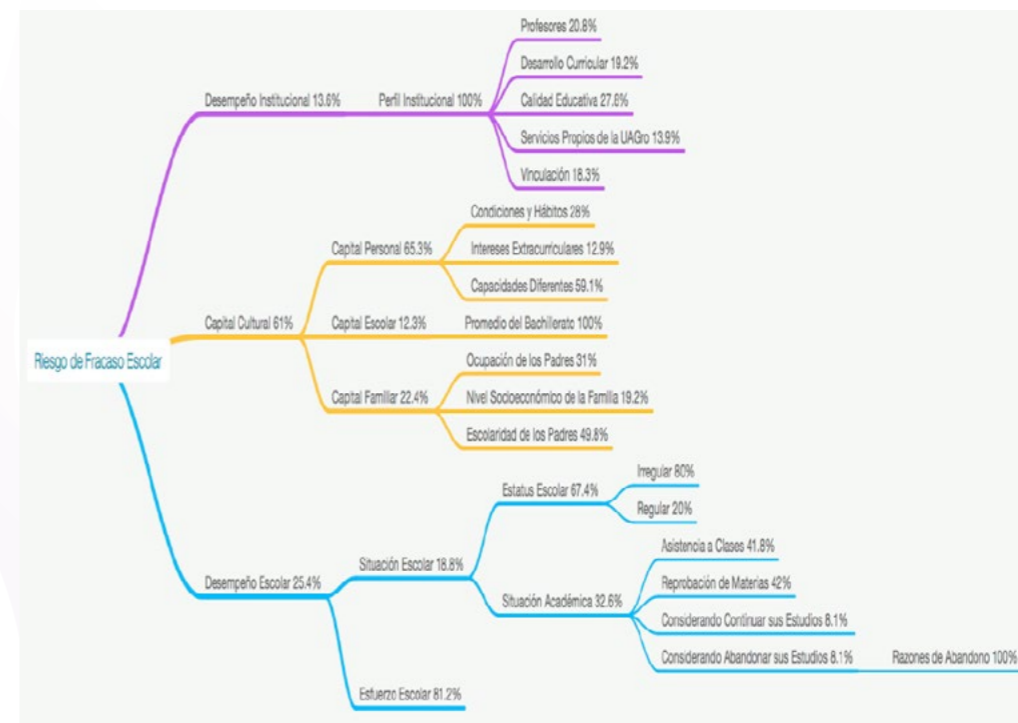 Riesgo de Fracaso Escolar
Desempeño Institucional 13.6%
Perfil Institucional 100%
Profesores 20.8%
Desarrollo Curricular 19.2%
Calidad Educativa 27.8%
Servicios Propios de la UAGro 13.9%
Vinculación 18.3%
Capital Cultural 61%
Capital Personal 65.3%
Condiciones y Hábitos 28%
Intereses Extracurriculares 12.9%
Capacidades Diferentes 59.1%
Capital Escolar 12.3%
Promedio del Bachillerato 100%
Capital Familiar 22.4%
Ocupación de los Padres 31%
Nivel Socioeconómico de la Familia 19.2%
Escolaridad de los Padres 49.8%
Desempeño Escolar 25.4%
Situación Escolar 18.8%
Estatus Escolar 67.4%
Irregular 80%
Regular 20%
Situación Académica 32.6%
Asistencia a Clases 41.8%
Reprobación de Materias 42%
Considerando Continuar sus Estudios 8.1%
Considerando Abandonar sus Estudios 8.1%
Razones de Abandono 100%
Esfuerzo Escolar 81.2%